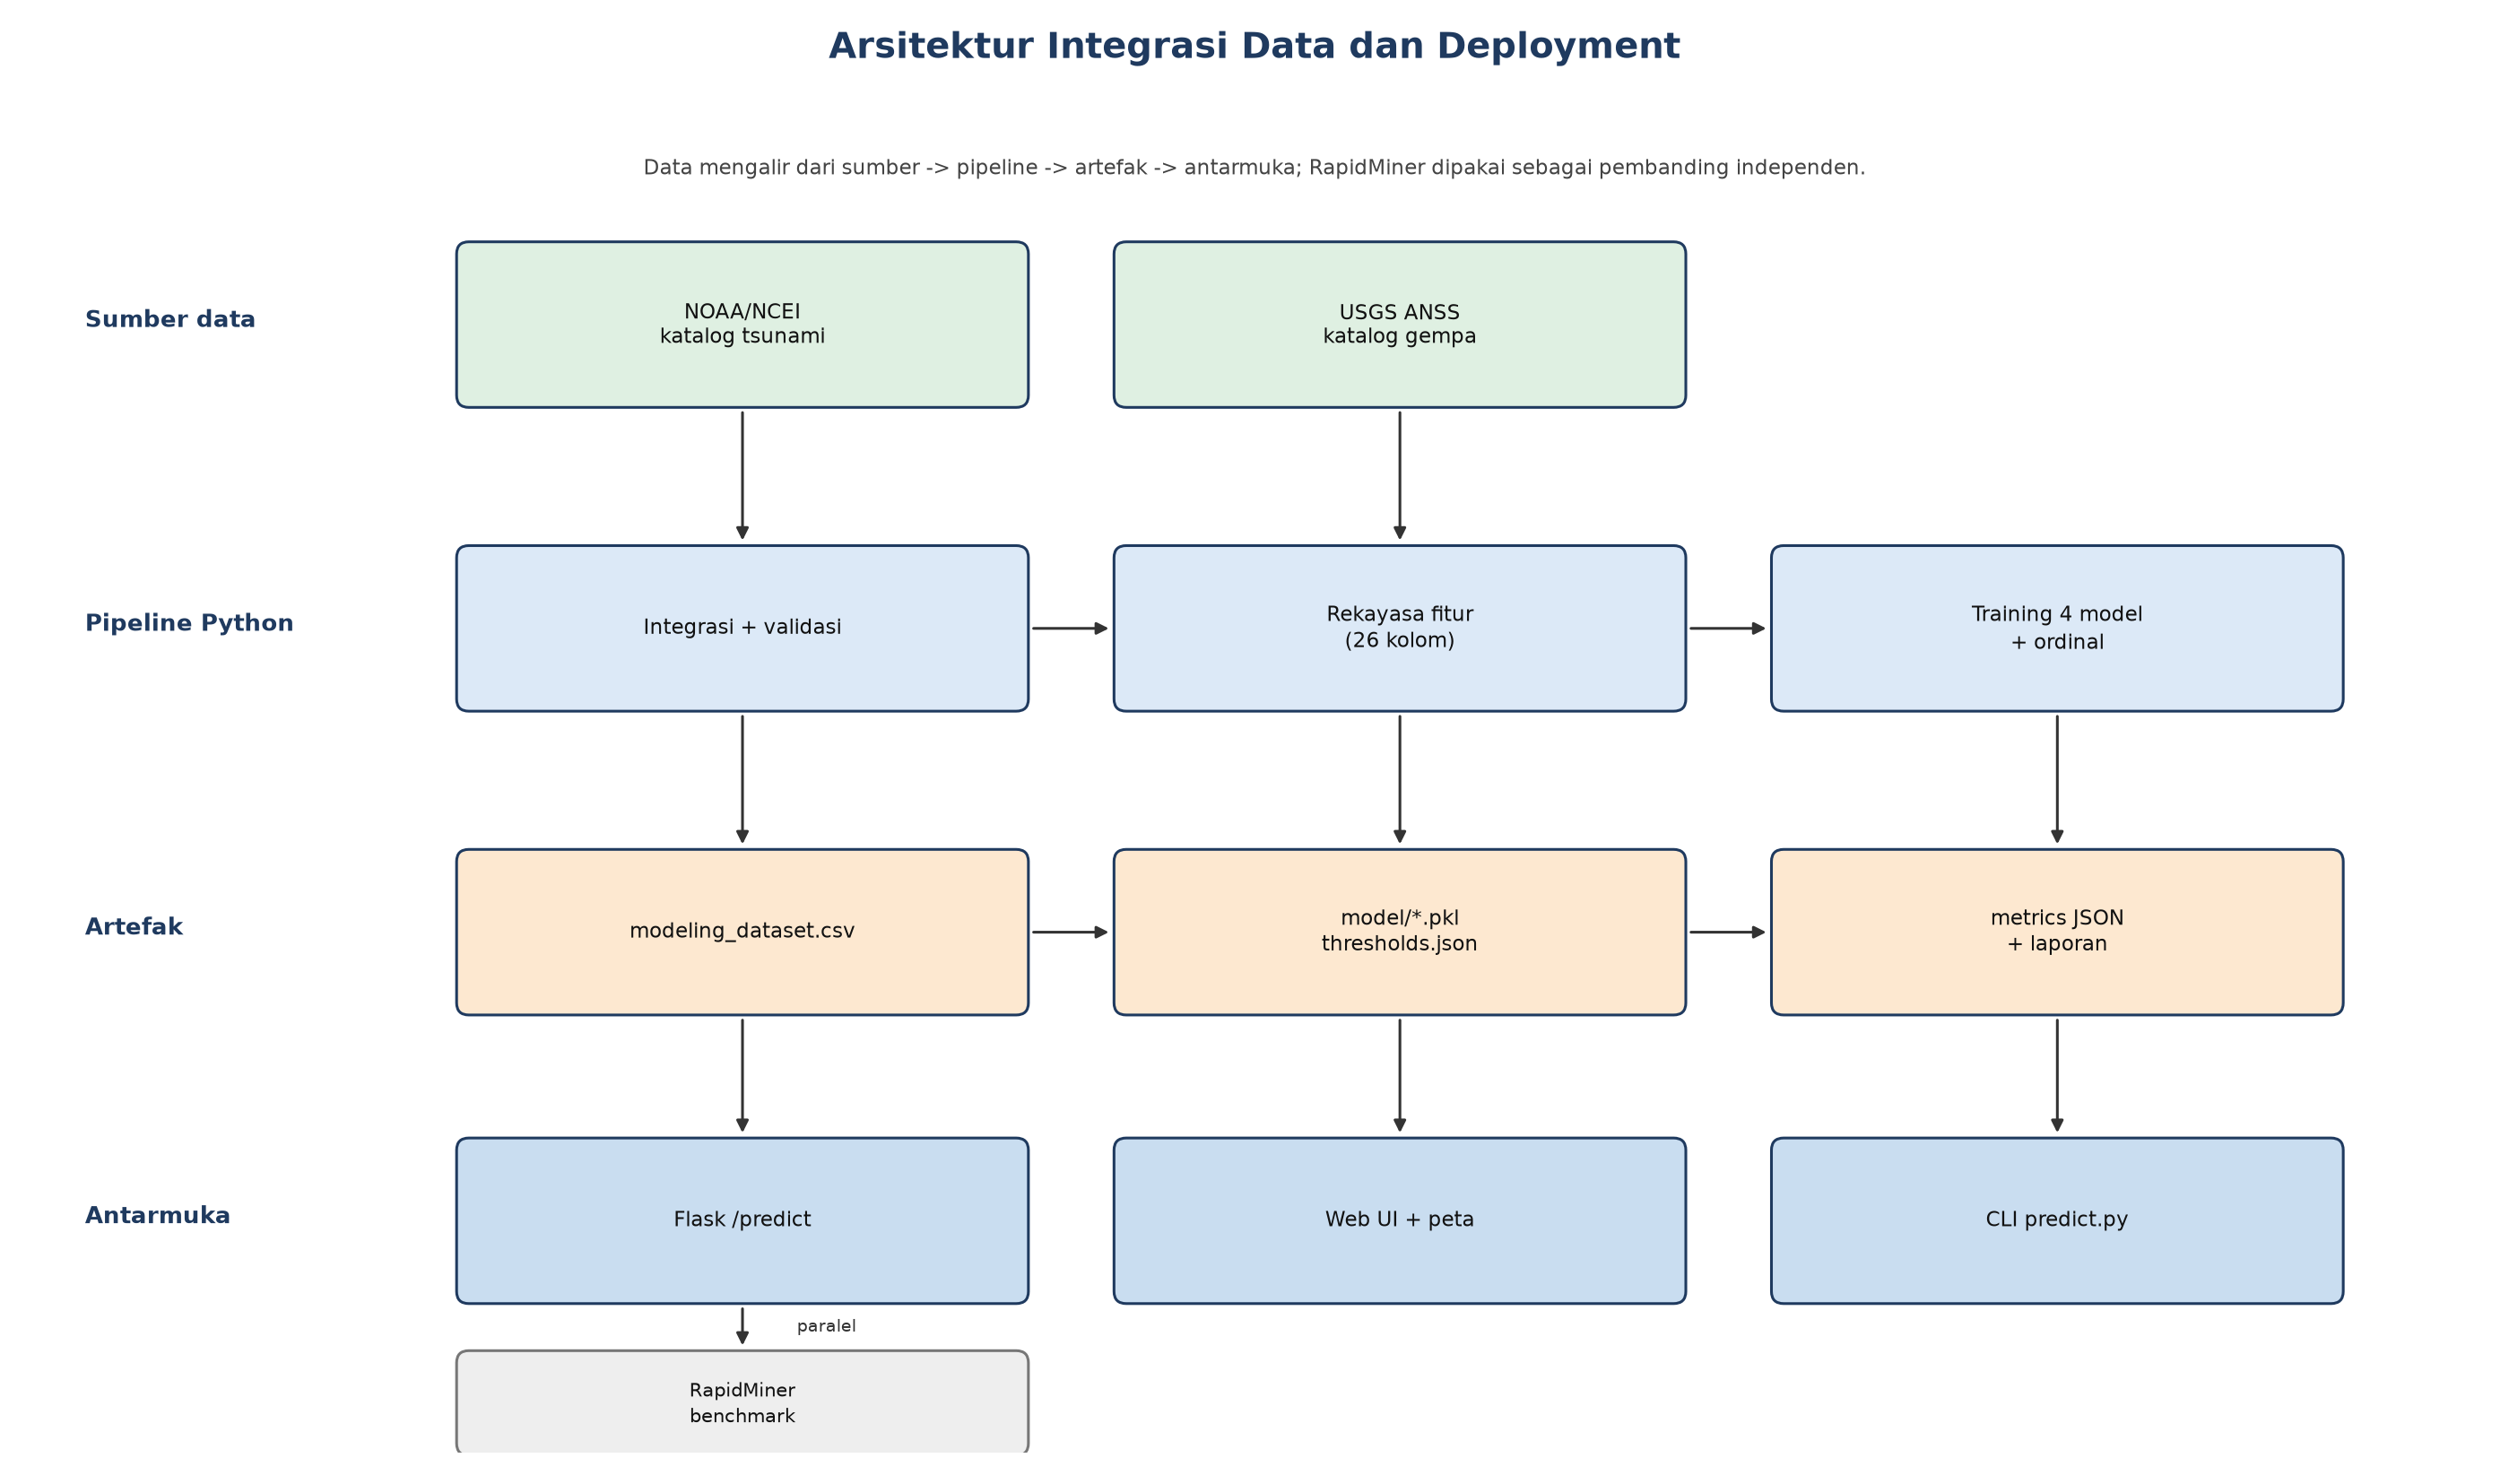 Arsitektur Integrasi Data dan Deployment
Data mengalir dari sumber -> pipeline -> artefak -> antarmuka; RapidMiner dipakai sebagai pembanding independen.
Sumber data
NOAA/NCEI
katalog tsunami
USGS ANSS
katalog gempa
Pipeline Python
Integrasi + validasi
Rekayasa fitur
(26 kolom)
Training 4 model
+ ordinal
Artefak
modeling_dataset.csv
model/*.pkl
thresholds.json
metrics JSON
+ laporan
Antarmuka
Flask /predict
Web UI + peta
CLI predict.py
paralel
RapidMiner
benchmark